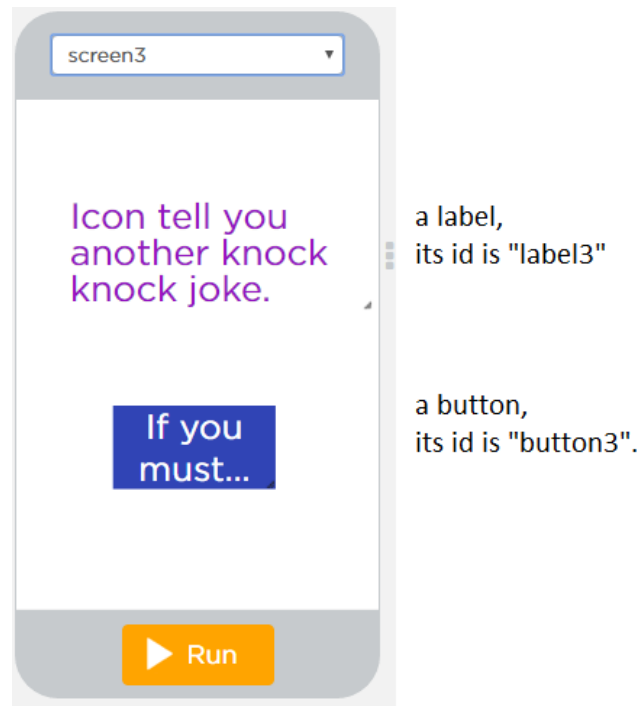 screen3
Icon tell you
another knock
knock joke.
a label,
its id is "label3"
If you
must...
a button,
its id is "button3".
Run